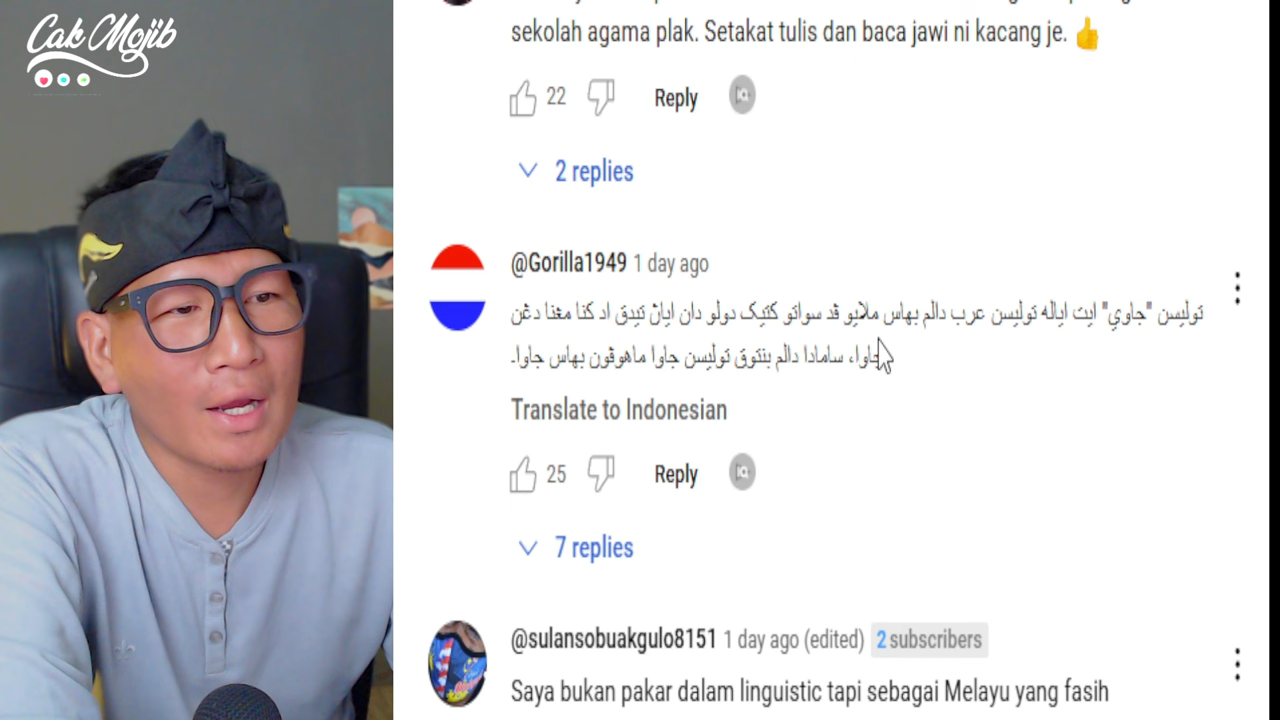 Cak Mojib
sekolah agama plak. Setakat tulis dan baca jawi ni kacang je. 👍
22
Reply
2 replies
@Gorilla1949 1 day ago
توليسن "جاوي" ايت اياله توليسن عرب دالم بهاس ملايو ڤد سواتو كتيک دولو دان اياڽ تيدق اد كنا مڠنا دڠن
جاوا، سامادا دالم بنتوق توليسن جاوا ماهوڤون بهاس جاوا.
Translate to Indonesian
25
Reply
7 replies
@sulansobuakgulo8151 1 day ago (edited) 2 subscribers
Saya bukan pakar dalam linguistic tapi sebagai Melayu yang fasih